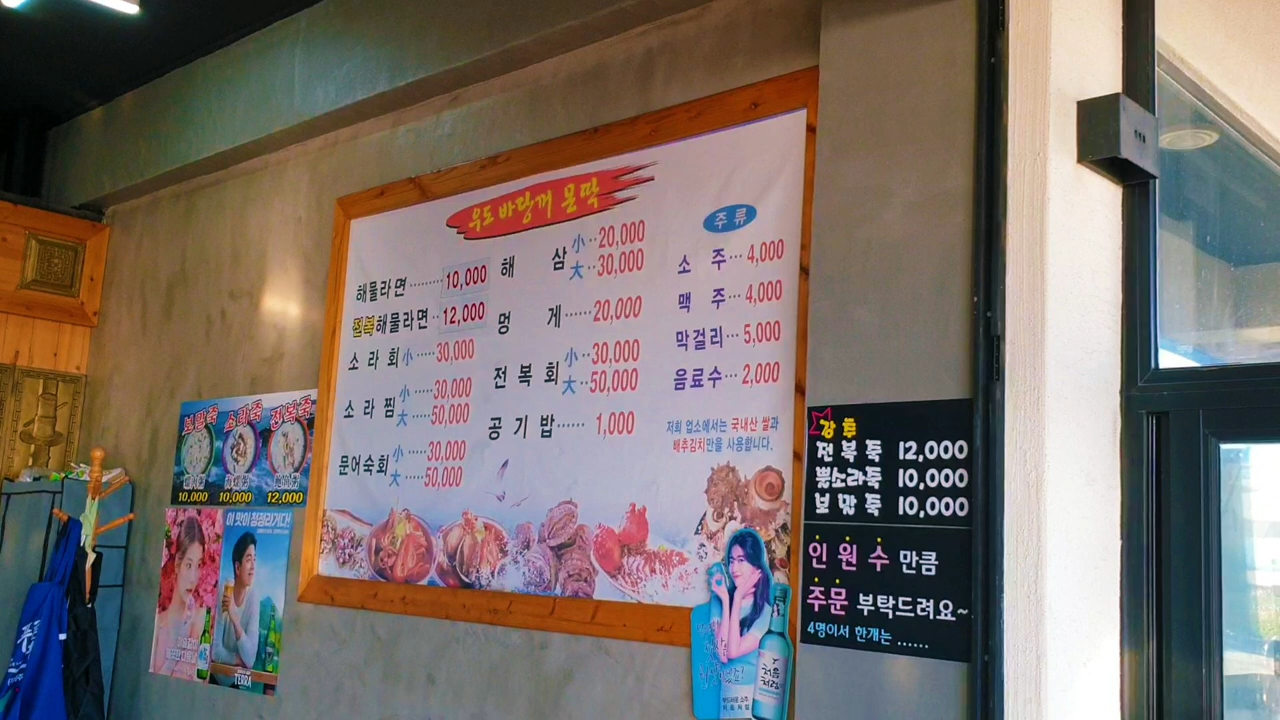 우도 바당꺼 몬딱
해물라면 ········ 10,000
전복해물라면 ·· 12,000
소라회 小 ····· 30,000
소라찜 小 ····· 30,000
大 ····· 50,000
문어숙회 小 ····· 30,000
大 ····· 50,000
해 삼 小 ·· 20,000
大 ·· 30,000
멍 게 ······ 20,000
전복회 小 ·· 30,000
大 ·· 50,000
공기밥 ······ 1,000
주류
소 주 ··· 4,000
맥 주 ··· 4,000
막걸리 ··· 5,000
음료수 ·· 2,000
저희 업소에서는 국내산 쌀과
배추김치만을 사용합니다.
보말죽 소라죽 전복죽
10,000 10,000 12,000
이 맛이 청정라거다!
TERRA
처음
처럼
강추
전복죽 12,000
뿔소라죽 10,000
보말죽 10,000
인원수 만큼
주문 부탁드려요~
4명이서 한개는 ......